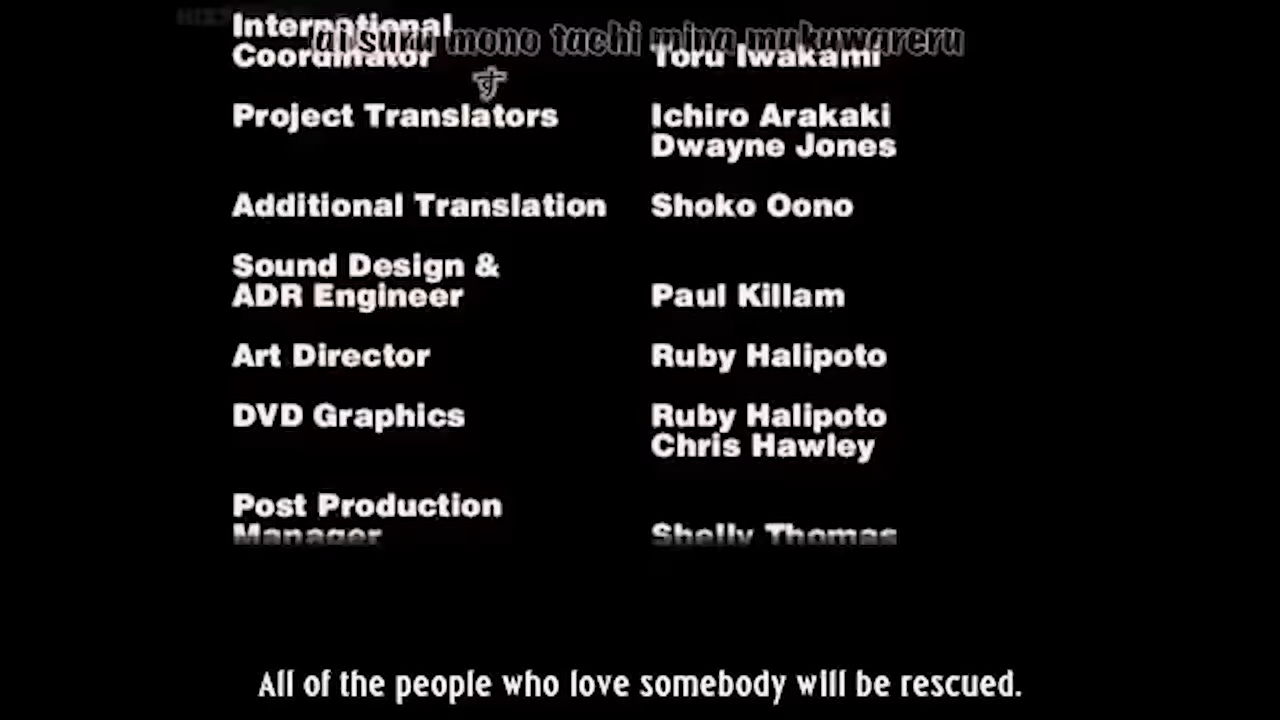 International
ai suru mono tachi mina mukuwareru
Coordinator Toru Iwakami
す
Project Translators Ichiro Arakaki
Dwayne Jones
Additional Translation Shoko Oono
Sound Design &
ADR Engineer Paul Killam
Art Director Ruby Halipoto
DVD Graphics Ruby Halipoto
Chris Hawley
Post Production
Manager Shelly Thomas
All of the people who love somebody will be rescued.